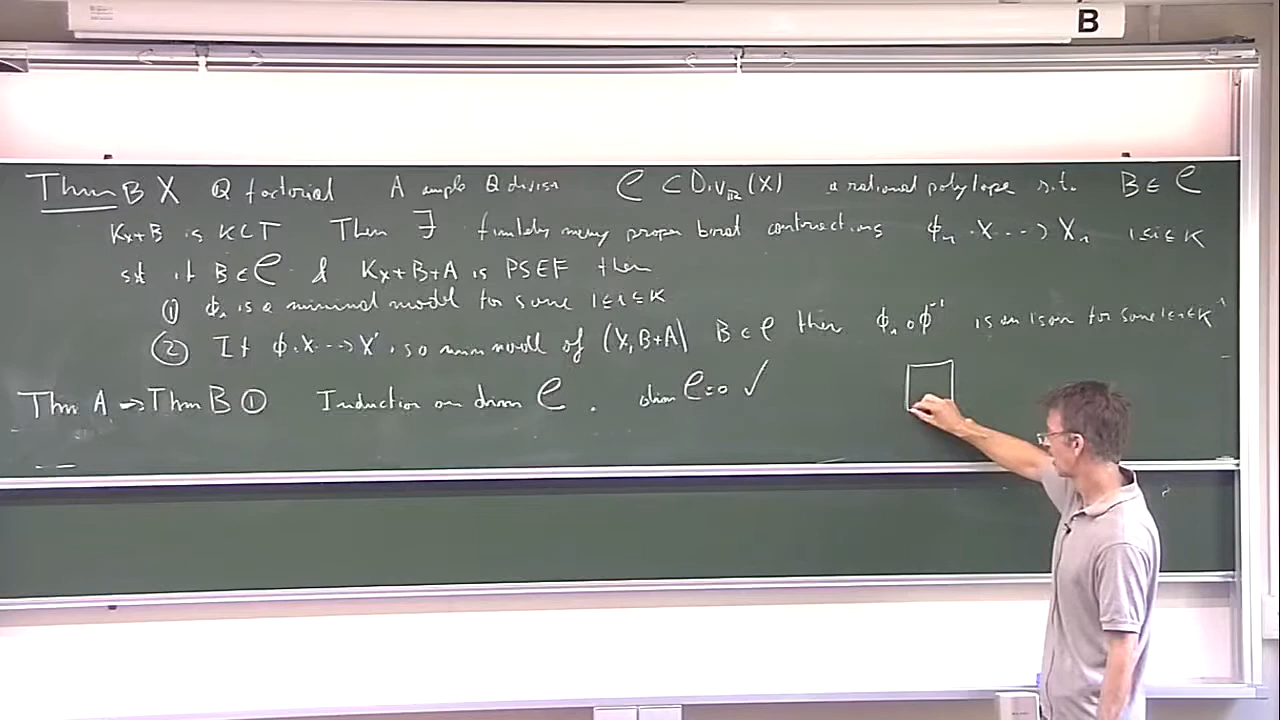 B
Thm B X Q factorial A ample Q divisor C ⊂ Div_R(X) a rational polytope s.t. B ∈ C
K_X+B is KLT Then ∃ finitely many proper birat contractions ϕ_i : X ⇢ X_i 1≤i≤K
s.t. if B ∈ C & K_X+B+A is PSEF then
① ϕ_i is a minimal model for some 1≤i≤K
② If ϕ: X ⇢ X' is a min model of (X, B+A) B ∈ C then ϕ_i ∘ ϕ^{-1} is an isom for some 1≤i≤K
Thm A → Thm B ① Induction on dim C . dim C=0 ✓